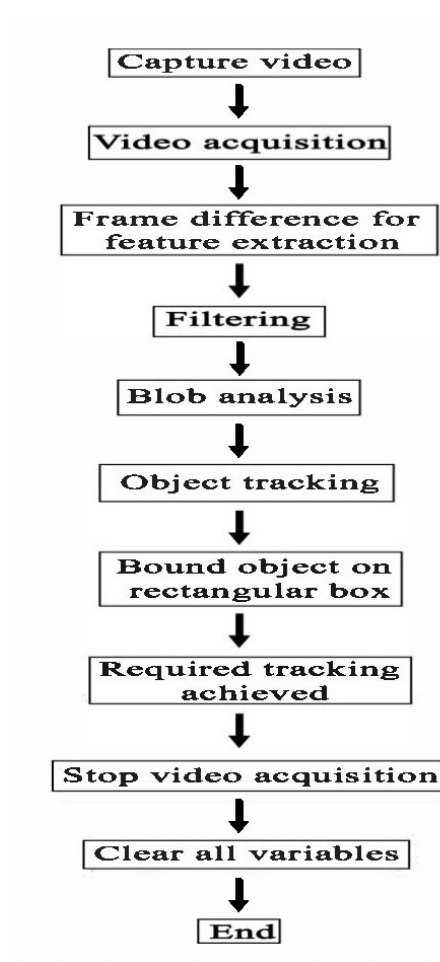 Capture video
Video acquisition
Frame difference for
feature extraction
Filtering
Blob analysis
Object tracking
Bound object on
rectangular box
Required tracking
achieved
Stop video acquisition
Clear all variables
End